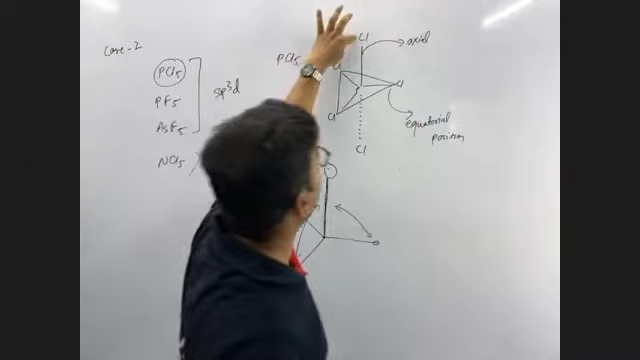 Case-2
PCl5
PF5
AsF5
sp3d
NCl5
PCl5
Cl
axial
Cl
Cl
Cl
equatorial
position
Cl